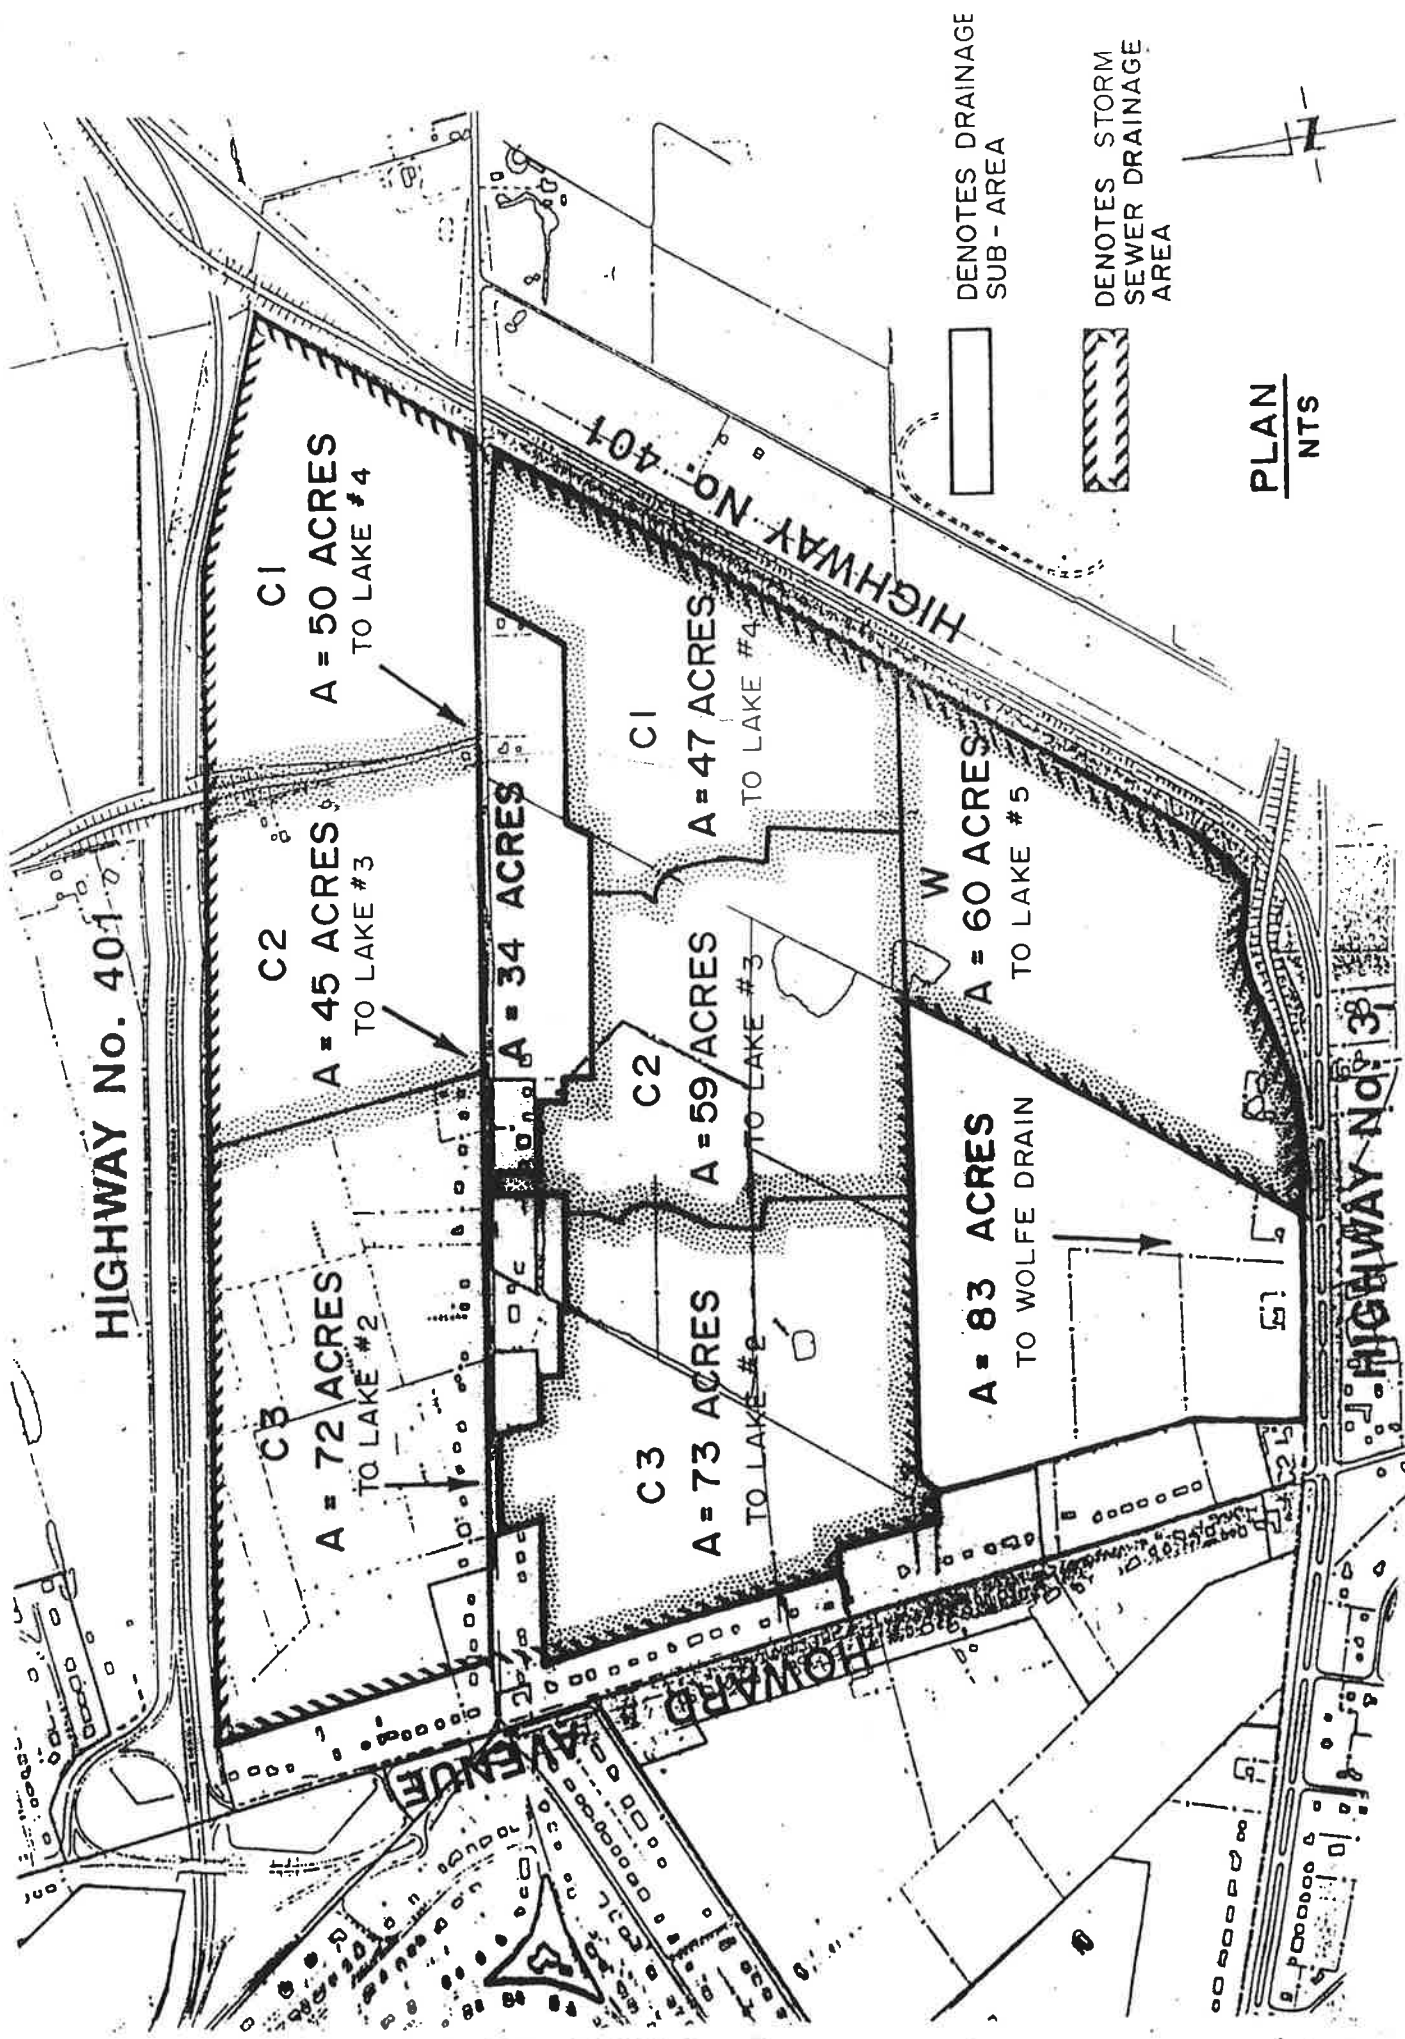 HIGHWAY No. 401
C3
A = 72 ACRES
TO LAKE #2
C2
A = 45 ACRES
TO LAKE #3
C1
A = 50 ACRES
TO LAKE #4
A = 34 ACRES
C3
A = 73 ACRES
TO LAKE #2
C2
A = 59 ACRES
TO LAKE #3
C1
A = 47 ACRES
TO LAKE #4
HIGHWAY No. 401
HOWARD
AVENUE
A = 83 ACRES
TO WOLFE DRAIN
W
A = 60 ACRES
TO LAKE #5
HIGHWAY No. 3
DENOTES DRAINAGE
SUB-AREA
DENOTES STORM
SEWER DRAINAGE
AREA
PLAN
NTS